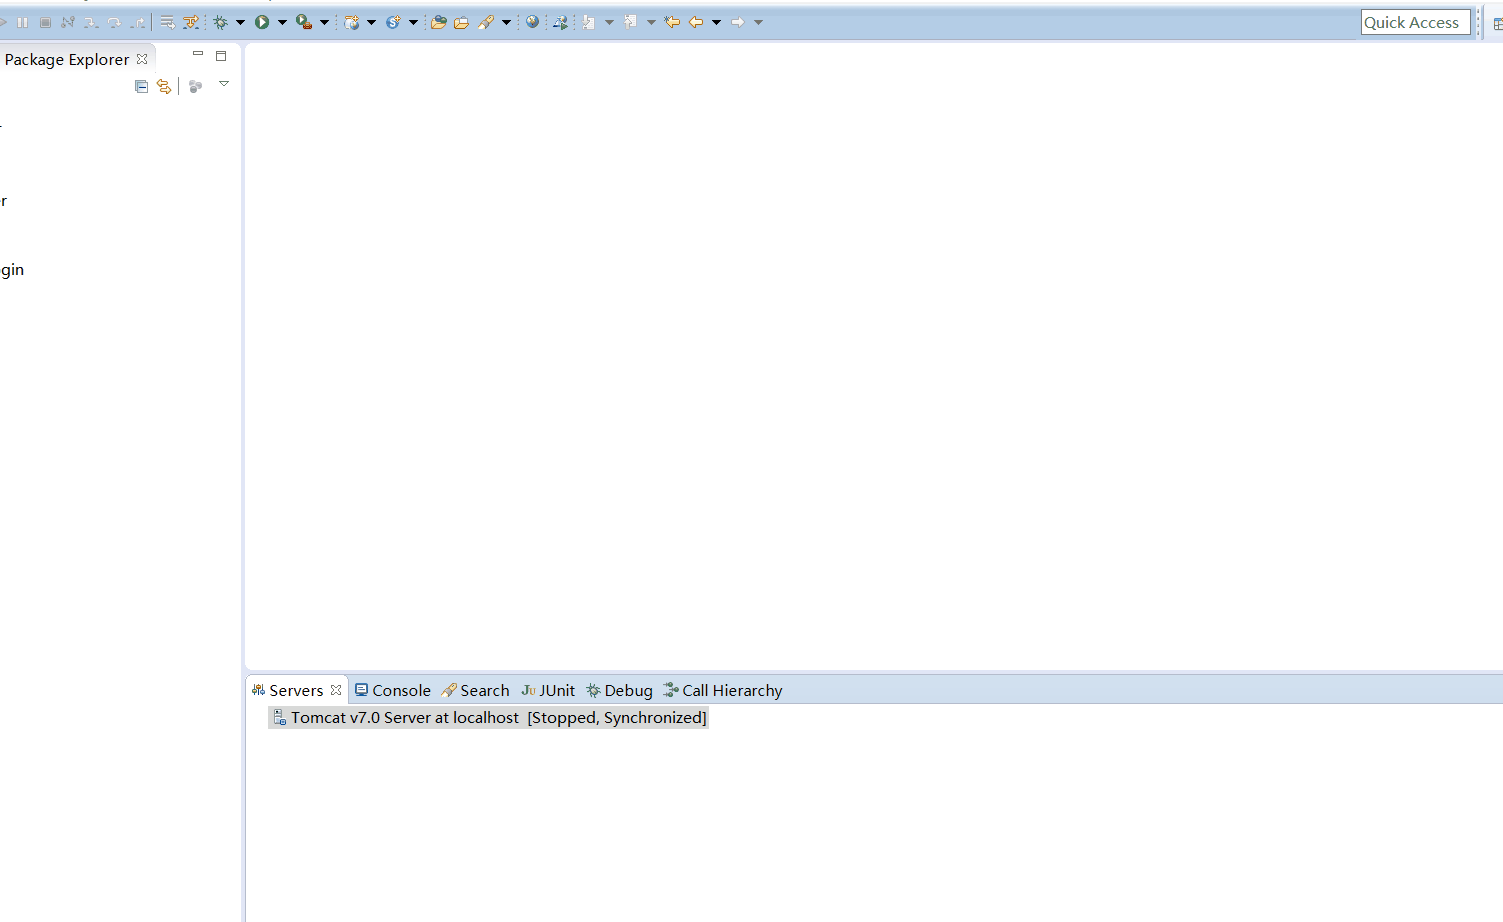 Quick Access
Package Explorer
r
gin
Servers Console Search Ju JUnit Debug Call Hierarchy
Tomcat v7.0 Server at localhost [Stopped, Synchronized]